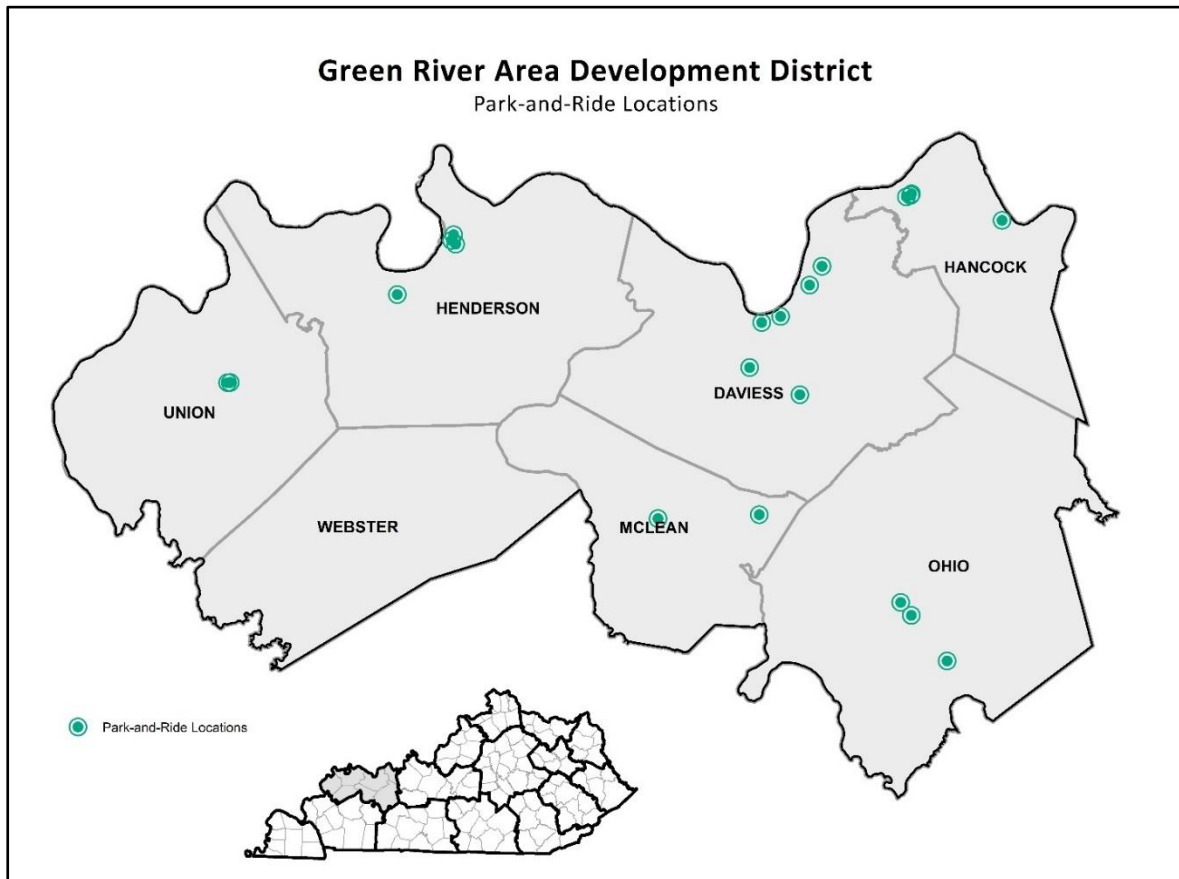 Green River Area Development District
Park-and-Ride Locations
HANCOCK
HENDERSON
DAVIESS
UNION
WEBSTER
MCLEAN
OHIO
Park-and-Ride Locations